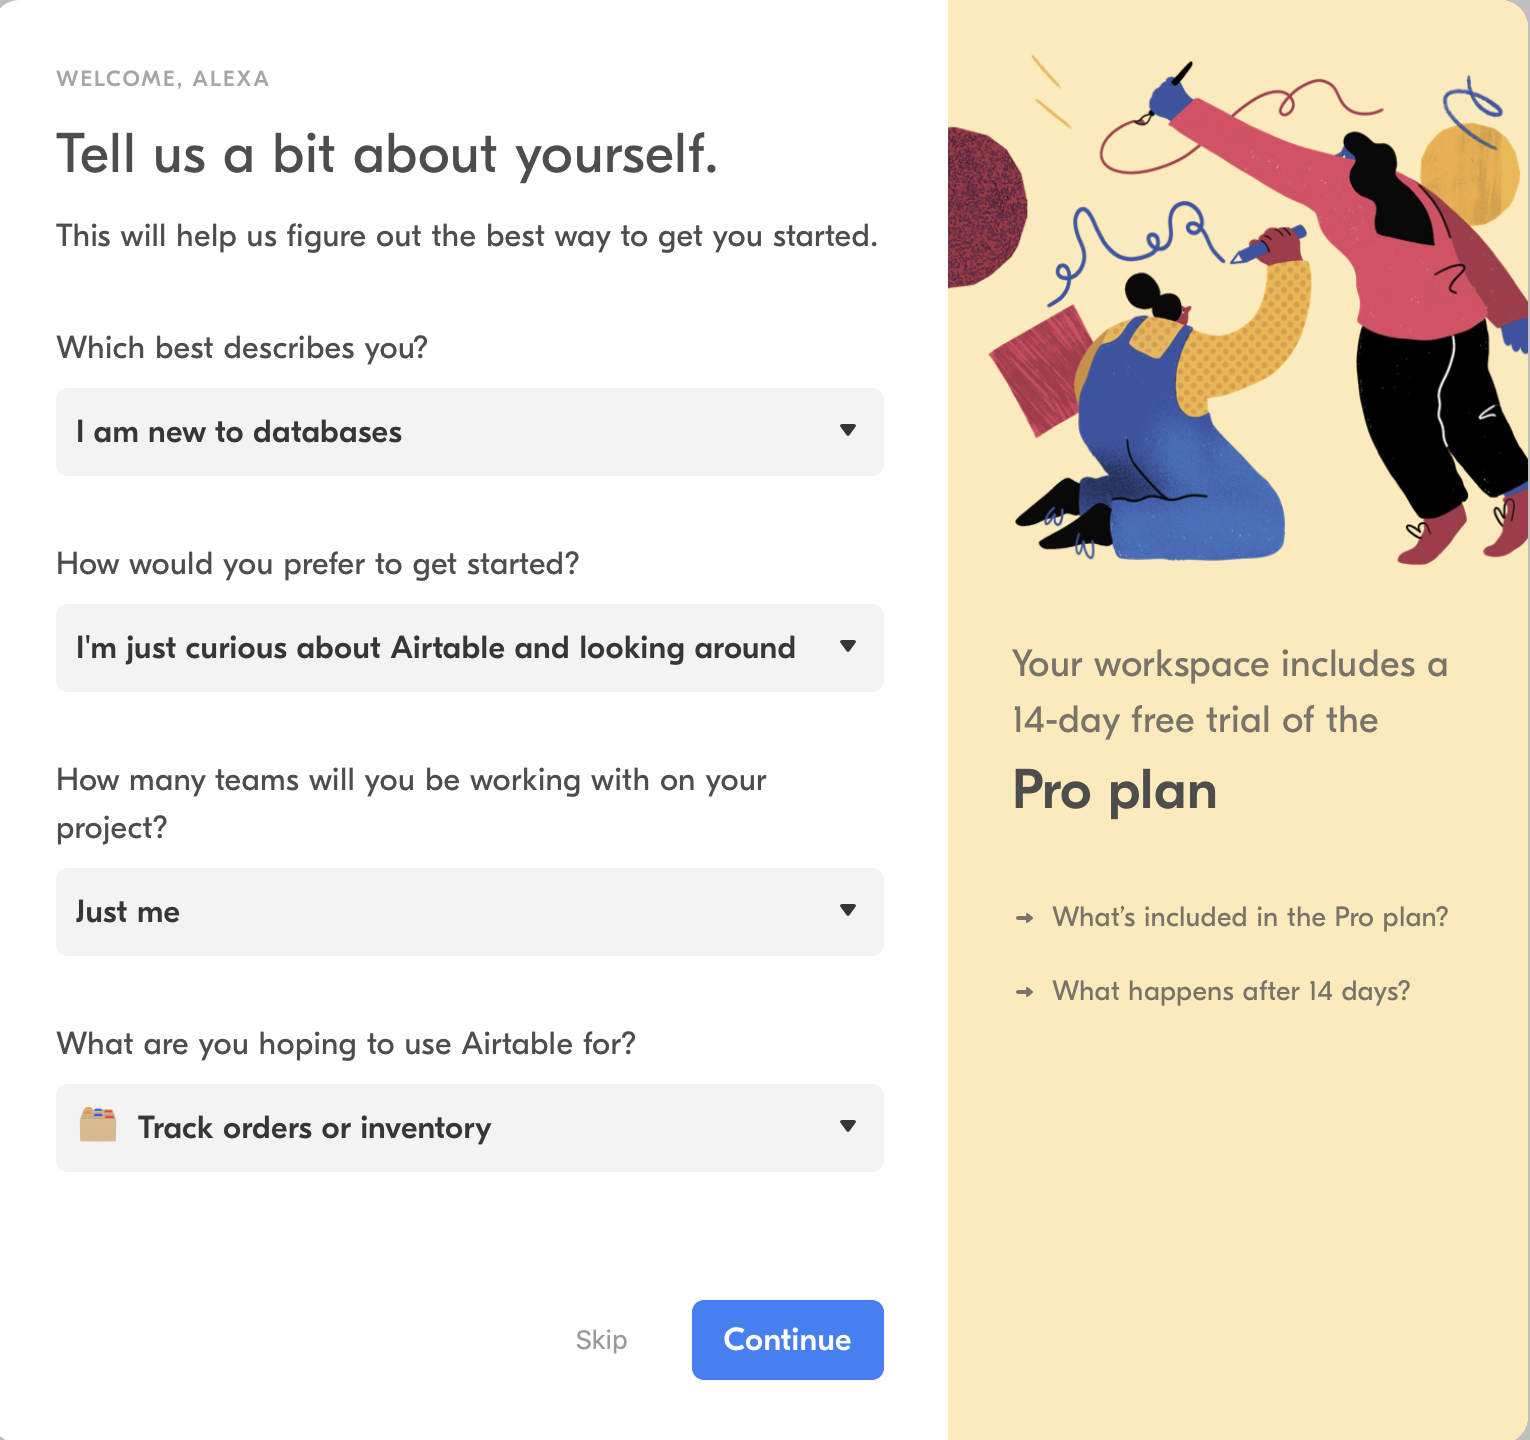 WELCOME, ALEXA
Tell us a bit about yourself.
This will help us figure out the best way to get you started.
Which best describes you?
I am new to databases
How would you prefer to get started?
I'm just curious about Airtable and looking around
How many teams will you be working with on your
project?
Just me
What are you hoping to use Airtable for?
Track orders or inventory
Skip
Continue
Your workspace includes a
14-day free trial of the
Pro plan
What’s included in the Pro plan?
What happens after 14 days?